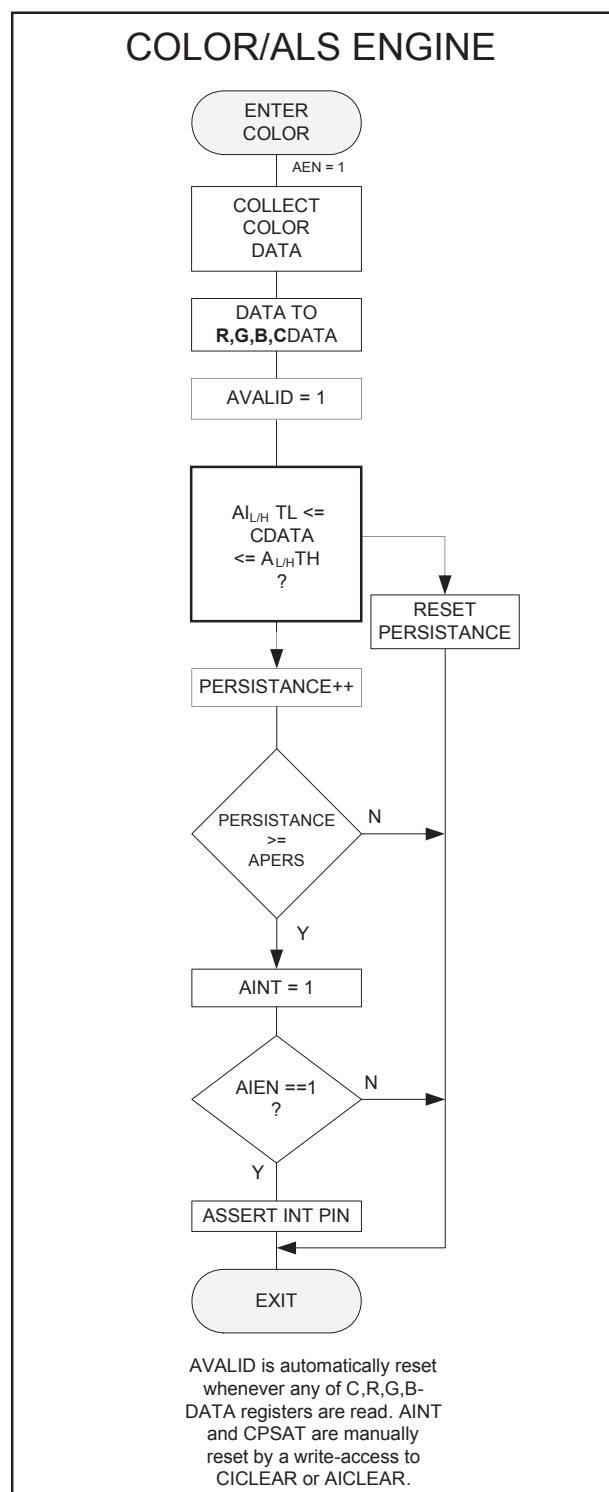 COLOR/ALS ENGINE
ENTER
COLOR
AEN = 1
COLLECT
COLOR
DATA
DATA TO
R,G,B,CDATA
AVALID = 1
AIL/H TL <=
CDATA
<= AL/HTH
?
RESET
PERSISTANCE
PERSISTANCE++
PERSISTANCE
>=
APERS
N
Y
AINT = 1
AIEN ==1
?
N
Y
ASSERT INT PIN
EXIT
AVALID is automatically reset
whenever any of C,R,G,B-
DATA registers are read. AINT
and CPSAT are manually
reset by a write-access to
CICLEAR or AICLEAR.